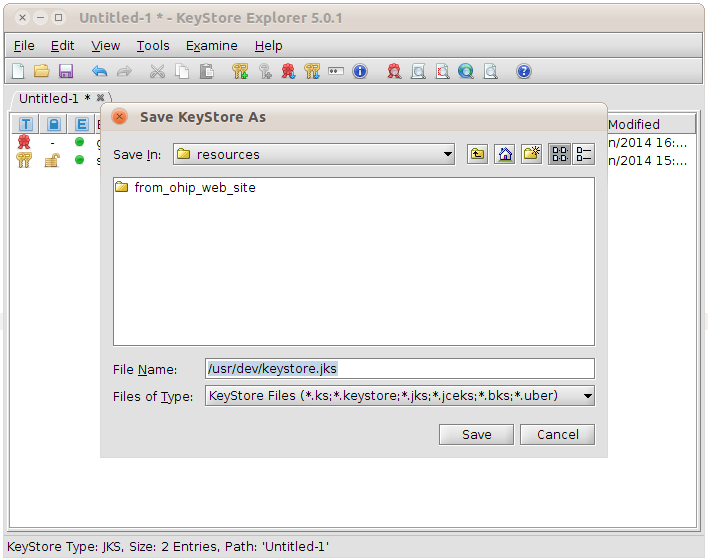 Untitled-1 * - KeyStore Explorer 5.0.1
File Edit View Tools Examine Help
Untitled-1 *
T E E Modified
Save KeyStore As
- n/2014 16:...
n/2014 15:...
Save In: resources
from_ohip_web_site
File Name: /usr/dev/keystore.jks
Files of Type: KeyStore Files (*.ks;*.keystore;*.jks;*.jceks;*.bks;*.uber)
Save Cancel
KeyStore Type: JKS, Size: 2 Entries, Path: 'Untitled-1'